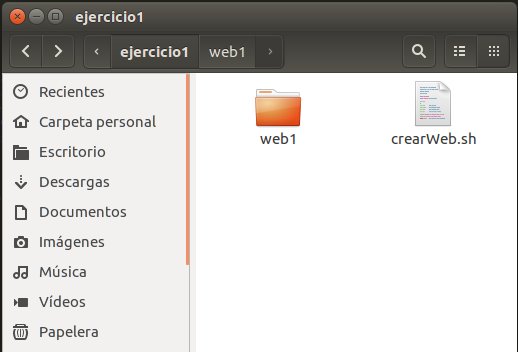 ejercicio1
ejercicio1 web1
Recientes
Carpeta personal
Escritorio
Descargas
Documentos
Imágenes
Música
Vídeos
Papelera
web1
crearWeb.sh